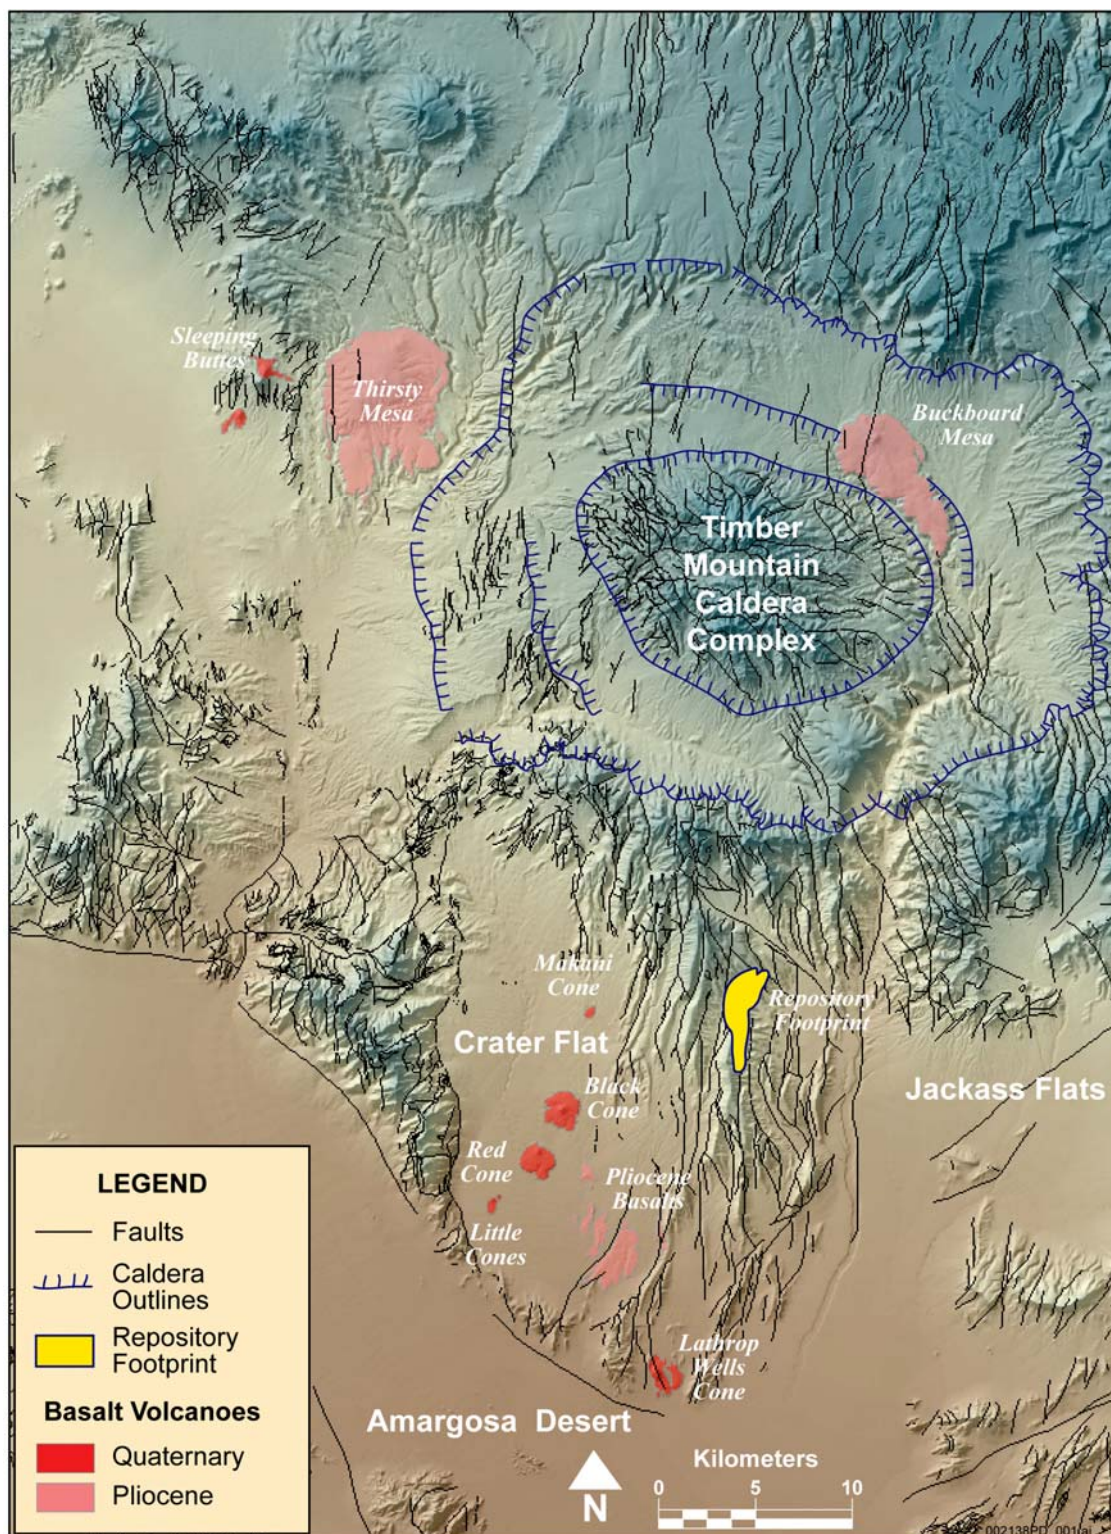 Sleeping
Buttes
Thirsty
Mesa
Buckboard
Mesa
Timber
Mountain
Caldera
Complex
Makani
Cone
Repository
Footprint
Crater Flat
Black
Cone
Jackass Flats
Red
Cone
Pliocene
Basalts
Little
Cones
Lathrop
Wells
Cone
Amargosa Desert
N
Kilometers
0 5 10
LEGEND
Faults
Caldera
Outlines
Repository
Footprint
Basalt Volcanoes
Quaternary
Pliocene
002138PD_001.ai